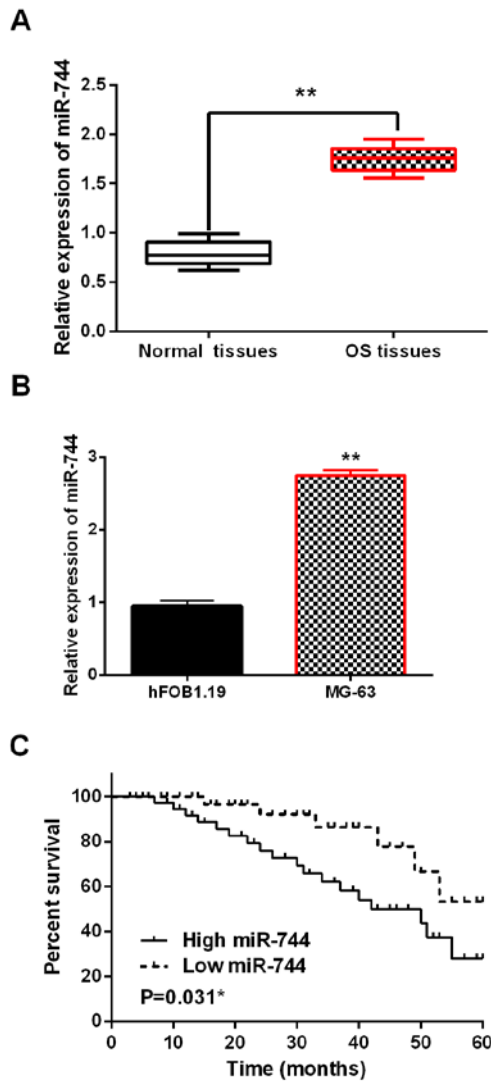 A
Relative expression of miR-744
2.5
2.0
1.5
1.0
0.5
0.0
**
Normal tissues
OS tissues
B
Relative expression of miR-744
3
2
1
0
**
hFOB1.19
MG-63
C
Percent survival
100
80
60
40
20
0
High miR-744
Low miR-744
P=0.031*
0 10 20 30 40 50 60
Time (months)